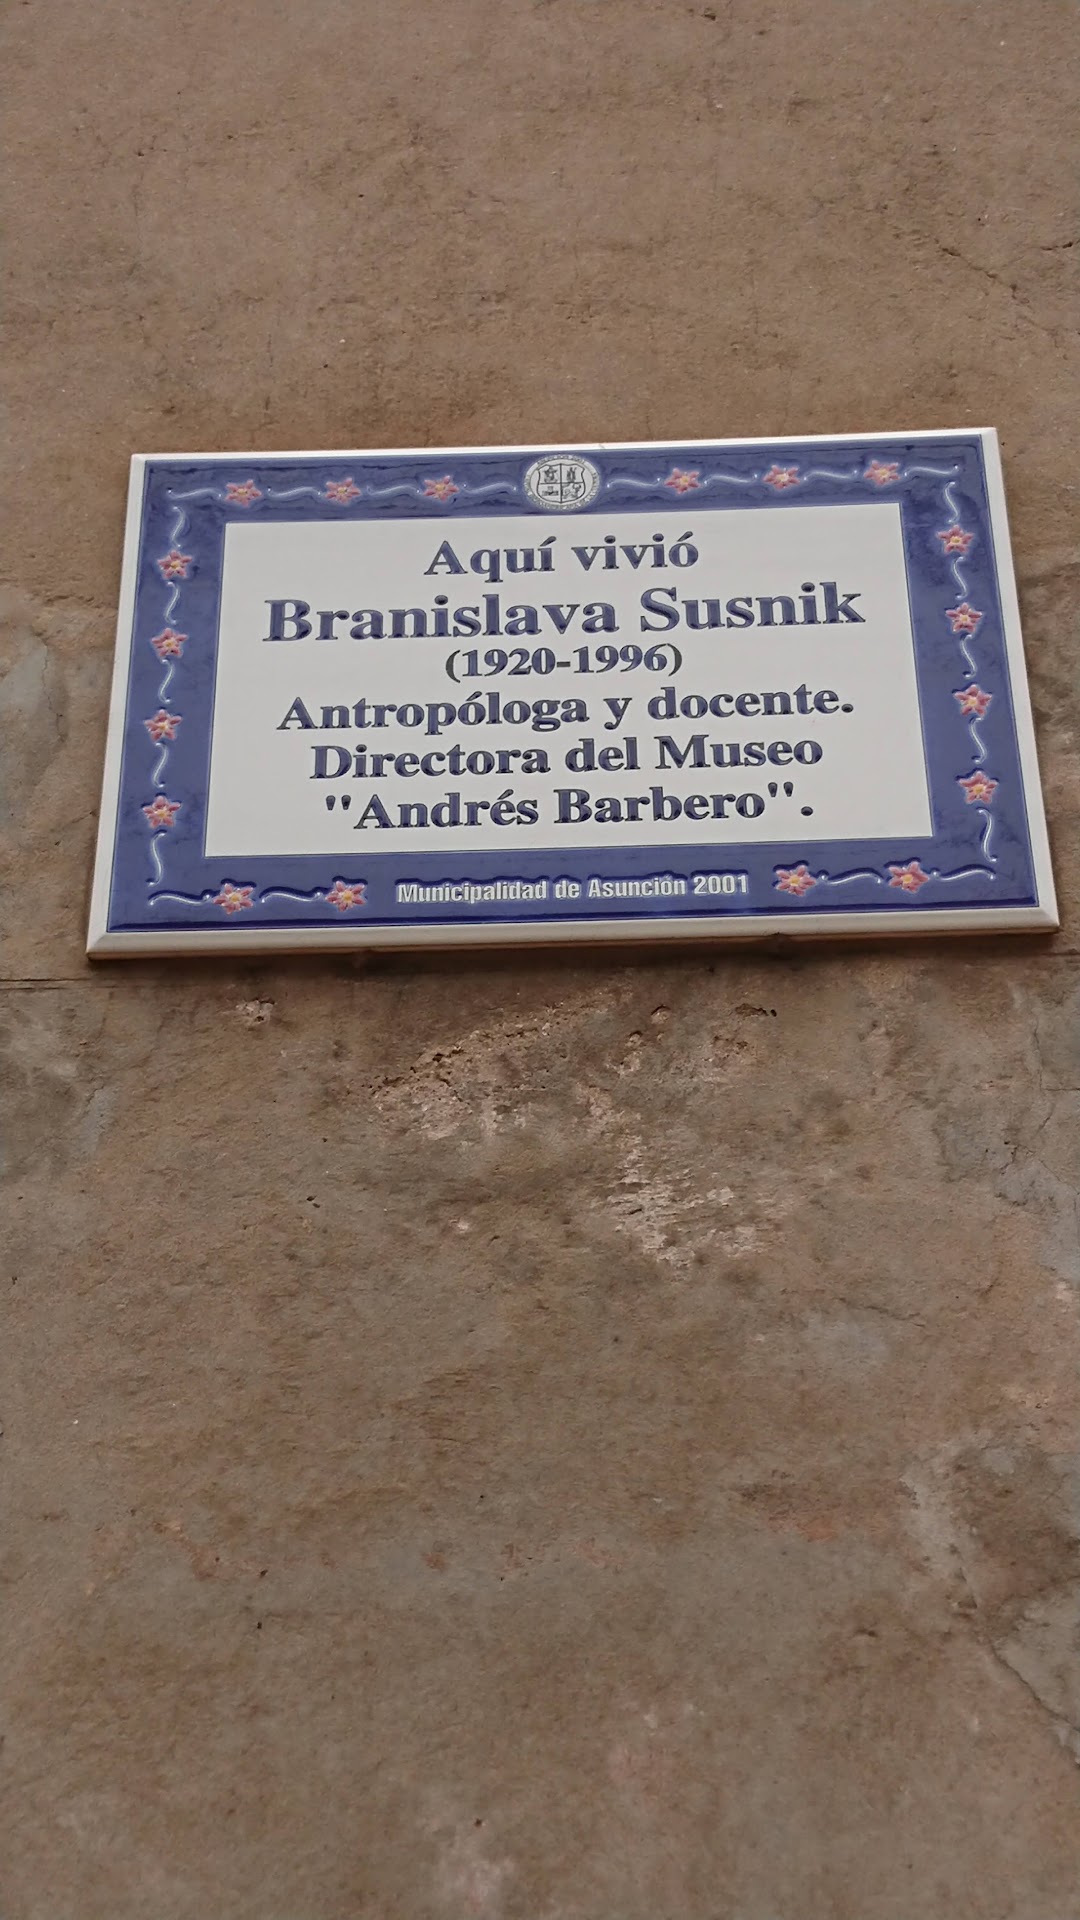 Aquí vivió
Branislava Susnik
(1920-1996)
Antropóloga y docente.
Directora del Museo
"Andrés Barbero".
Municipalidad de Asunción 2001